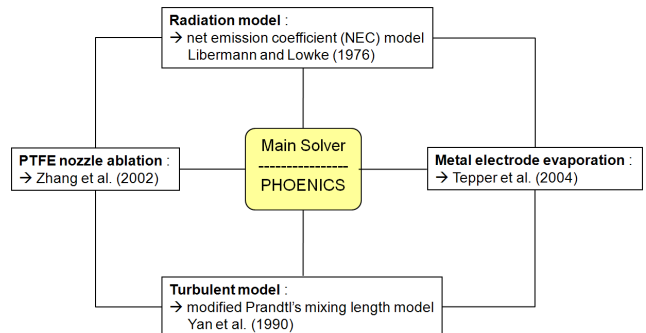 Radiation model :
→ net emission coefficient (NEC) model
Libermann and Lowke (1976)
Main Solver
----------------
PHOENICS
PTFE nozzle ablation :
→ Zhang et al. (2002)
Metal electrode evaporation :
→ Tepper et al. (2004)
Turbulent model :
→ modified Prandtl's mixing length model
Yan et al. (1990)